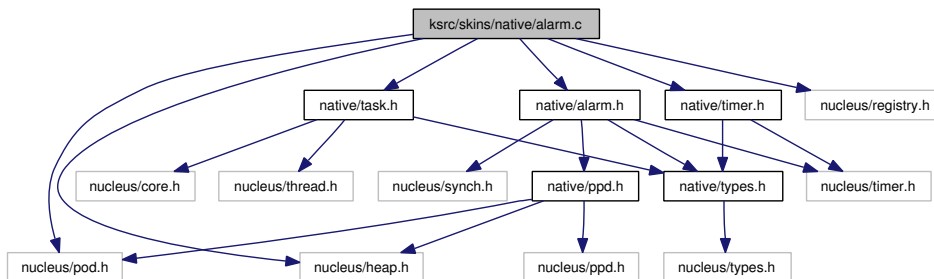 ksrc/skins/native/alarm.c
native/task.h
native/alarm.h
native/timer.h
nucleus/registry.h
nucleus/core.h
nucleus/thread.h
nucleus/synch.h
native/ppd.h
native/types.h
nucleus/timer.h
nucleus/pod.h
nucleus/heap.h
nucleus/ppd.h
nucleus/types.h